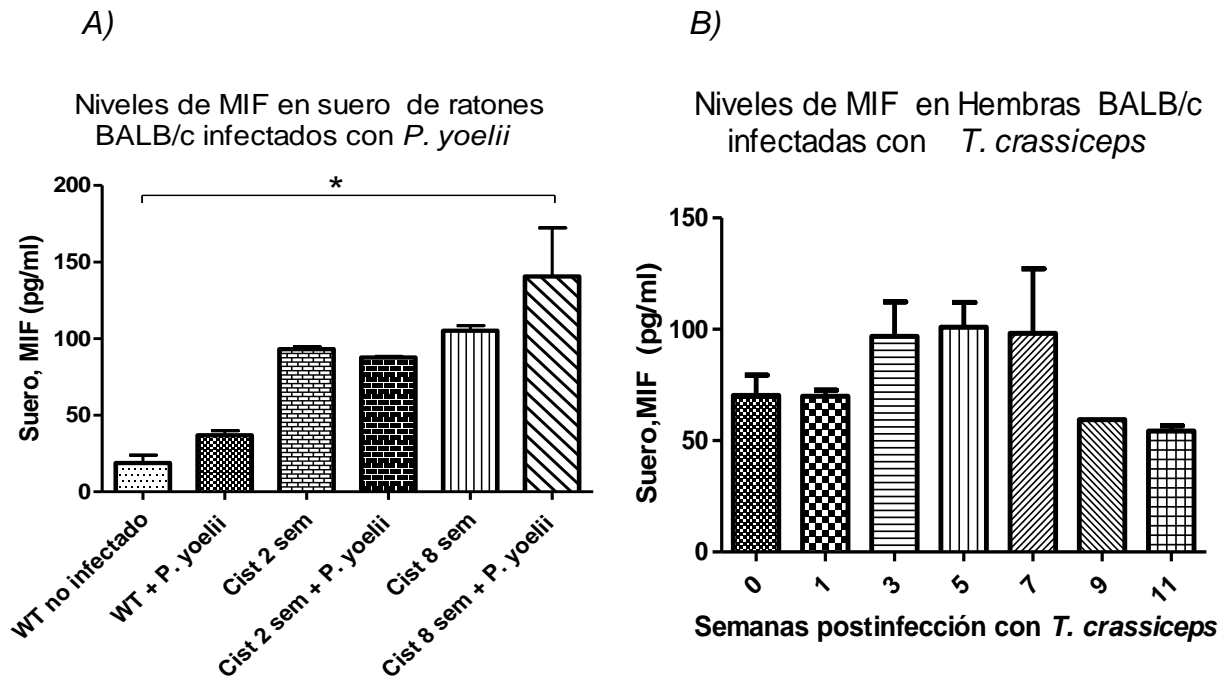 A)
Niveles de MIF en suero de ratones
BALB/c infectados con P. yoelii
*
200
150
100
50
0
Suero, MIF (pg/ml)
WT no infectado
WT + P. yoelii
Cist 2 sem
Cist 2 sem + P. yoelii
Cist 8 sem
Cist 8 sem + P. yoelii
B)
Niveles de MIF en Hembras BALB/c
infectadas con T. crassiceps
150
100
50
0
Suero,MIF (pg/ml)
0
1
3
5
7
9
11
Semanas postinfección con T. crassiceps